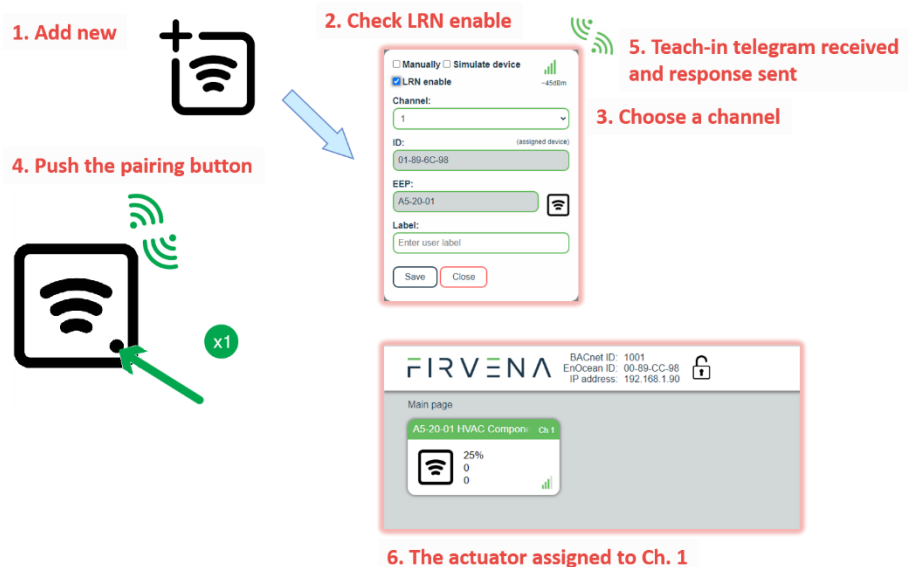 1. Add new
2. Check LRN enable
Manually Simulate device
LRN enable
-45dBm
Channel:
1
ID: (assigned device)
01-89-6C-98
EEP:
A5-20-01
Label:
Enter user label
Save Close
5. Teach-in telegram received
and response sent
3. Choose a channel
4. Push the pairing button
x1
FIRVENA
BACnet ID: 1001
EnOcean ID: 00-89-CC-98
IP address: 192.168.1.90
Main page
A5-20-01 HVAC Compone Ch 1
25%
0
0
6. The actuator assigned to Ch. 1